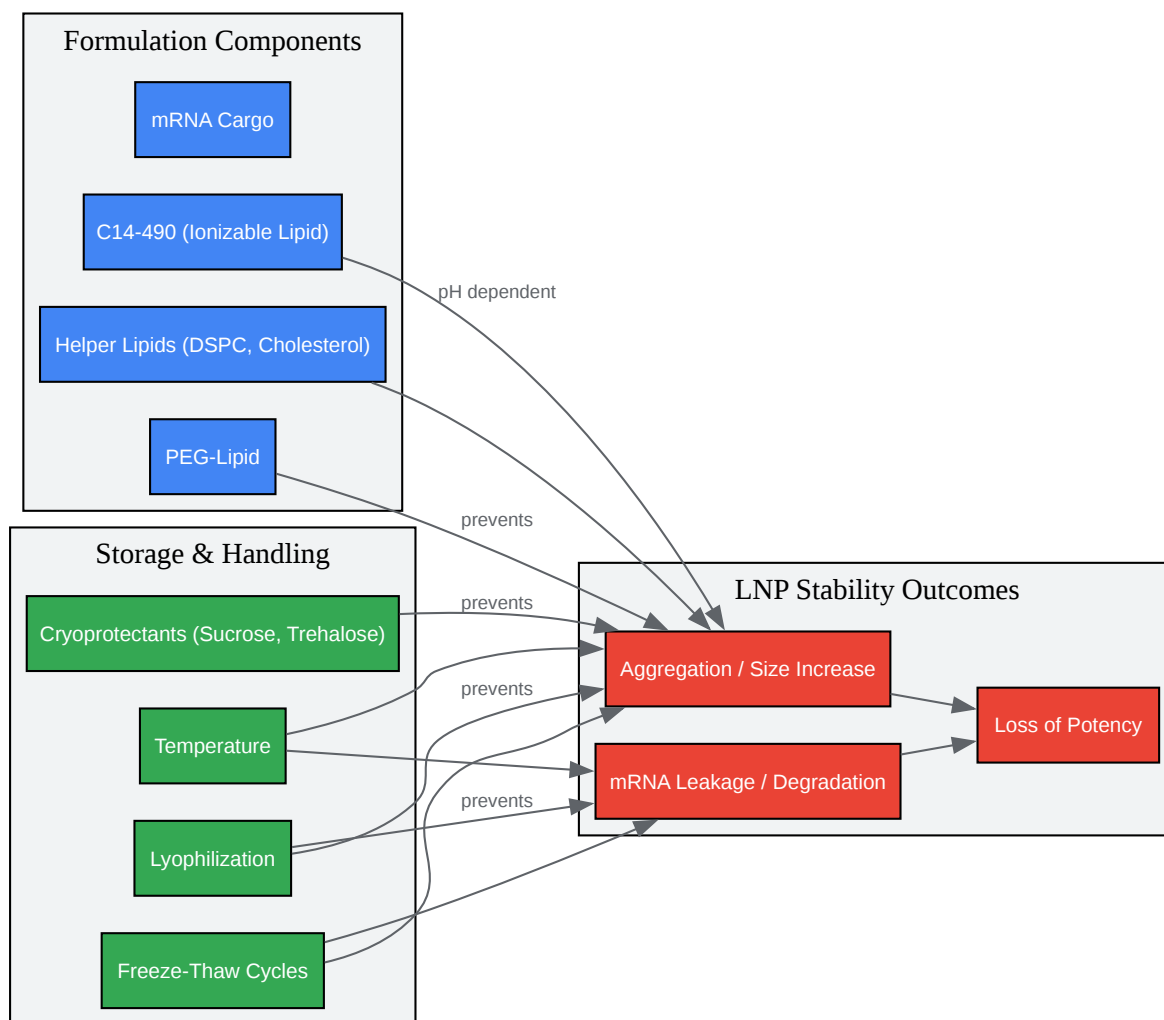 Formulation Components
mRNA Cargo
C14-490 (Ionizable Lipid)
Helper Lipids (DSPC, Cholesterol)
PEG-Lipid
pH dependent
prevents
Storage & Handling
Cryoprotectants (Sucrose, Trehalose)
Temperature
Lyophilization
Freeze-Thaw Cycles
prevents
prevents
prevents
LNP Stability Outcomes
Aggregation / Size Increase
mRNA Leakage / Degradation
Loss of Potency